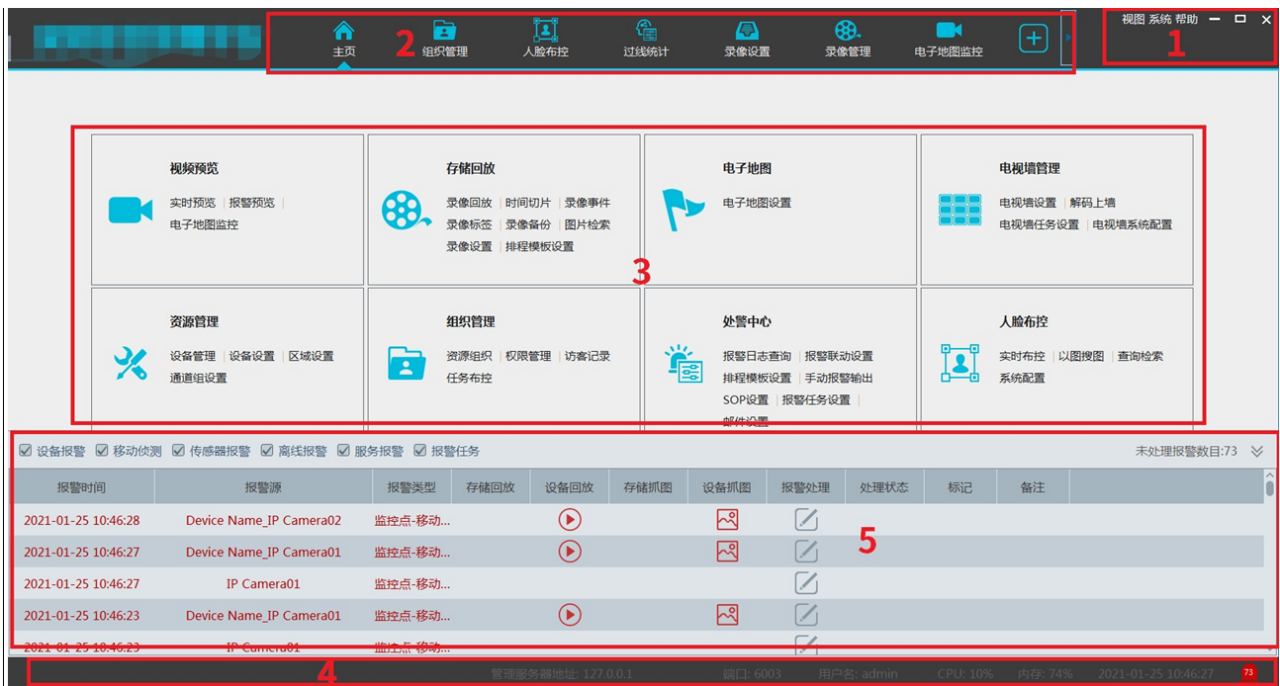 视图 系统 帮助
1
主页 组织管理 人脸布控 过线统计 录像设置 录像管理 电子地图监控
2
视频预览
实时预览 报警预览
电子地图监控
存储回放
录像回放 时间切片 录像事件
录像标签 录像备份 图片检索
录像设置 排程模板设置
电子地图
电子地图设置
电视墙管理
电视墙设置 解码上墙
电视墙任务设置 电视墙系统配置
3
资源管理
设备管理 设备设置 区域设置
通道组设置
组织管理
资源组织 权限管理 访客记录
任务布控
处警中心
报警日志查询 报警联动设置
排程模板设置 手动报警输出
SOP设置 报警任务设置
邮件设置
人脸布控
实时布控 以图搜图 查询检索
系统配置
设备报警 移动侦测 传感器报警 离线报警 服务报警 报警任务 未处理报警数目:73
报警时间 报警源 报警类型 存储回放 设备回放 存储抓图 设备抓图 报警处理 处理状态 标记 备注
2021-01-25 10:46:28 Device Name_IP Camera02 监控点-移动...
2021-01-25 10:46:27 Device Name_IP Camera01 监控点-移动...
5
2021-01-25 10:46:27 IP Camera01 监控点-移动...
2021-01-25 10:46:23 Device Name_IP Camera01 监控点-移动...
2021-01-25 10:46:23 IP Camera01 监控点-移动...
4
管理服务器地址: 127.0.0.1 端口: 6003 用户名: admin CPU: 10% 内存: 74% 2021-01-25 10:46:27 73